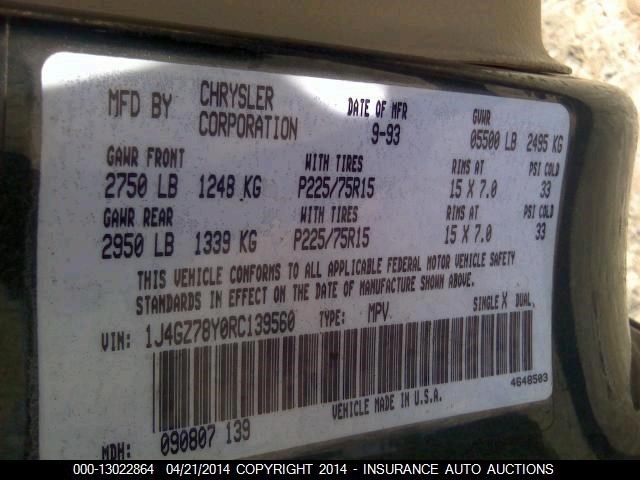 MFD BY CHRYSLER CORPORATION DATE OF MFR 9-93 GVWR 05500 LB 2495 KG
GAWR FRONT WITH TIRES RIMS AT PSI COLD
2750 LB 1248 KG P225/75R15 15 X 7.0 33
GAWR REAR WITH TIRES RIMS AT PSI COLD
2950 LB 1339 KG P225/75R15 15 X 7.0 33
THIS VEHICLE CONFORMS TO ALL APPLICABLE FEDERAL MOTOR VEHICLE SAFETY
STANDARDS IN EFFECT ON THE DATE OF MANUFACTURE SHOWN ABOVE.
VIN: 1J4GZ78Y0RC139560 TYPE: MPV SINGLE X DUAL
4648503
VEHICLE MADE IN U.S.A.
MDH: 090807 139
000-13022864 04/21/2014 COPYRIGHT 2014 - INSURANCE AUTO AUCTIONS